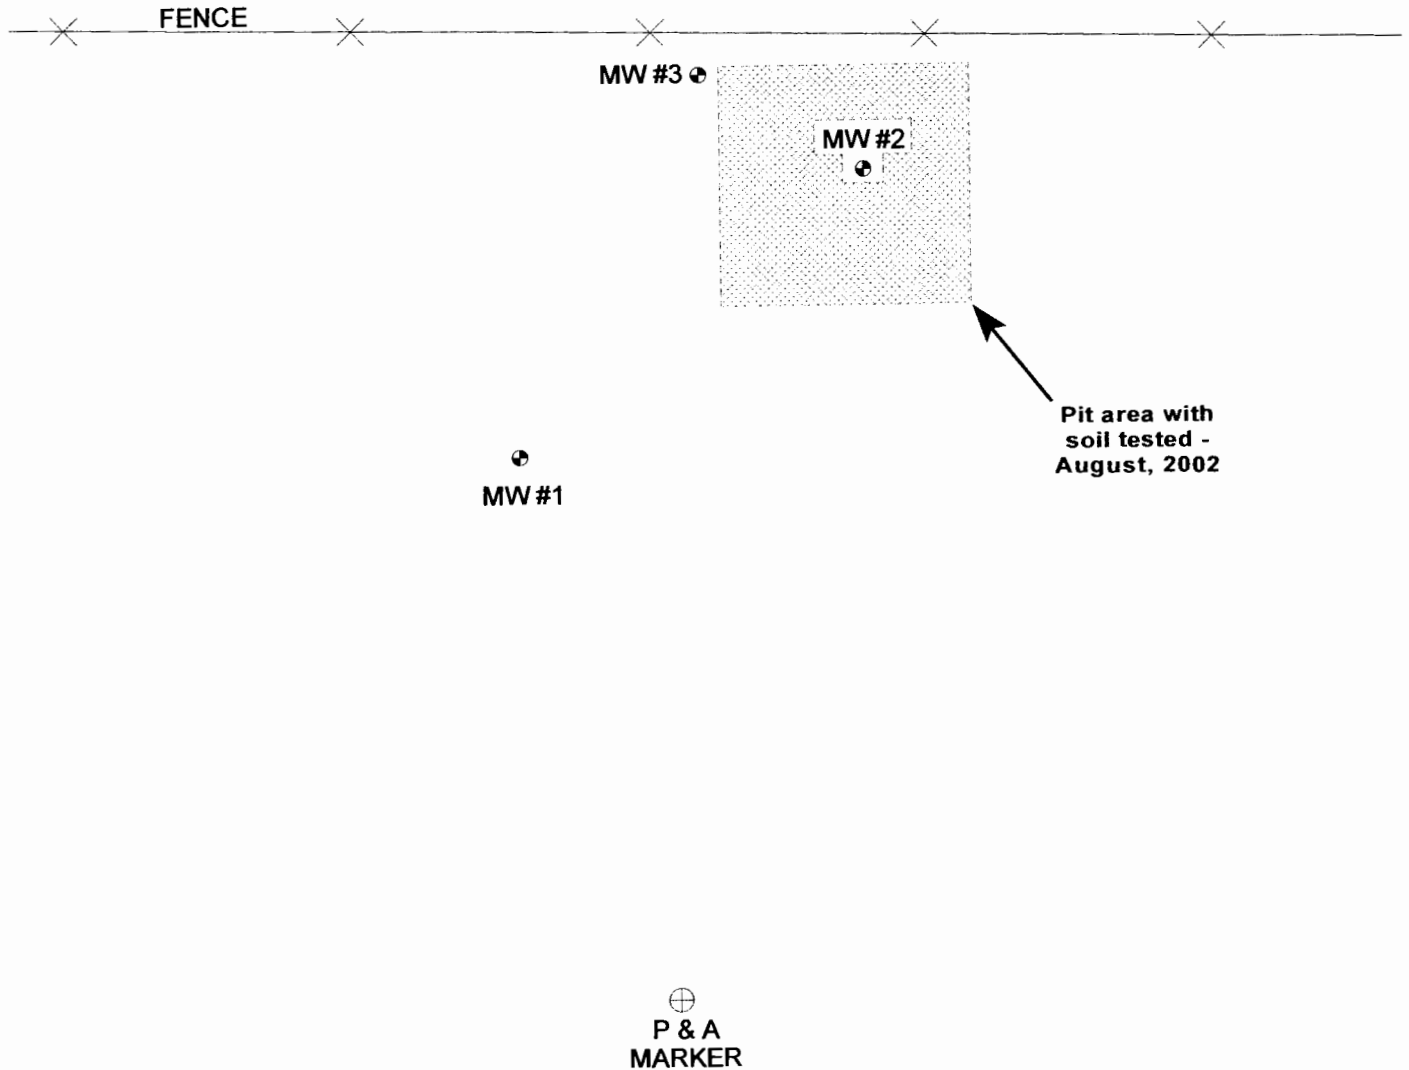 FENCE
MW #3
MW #2
Pit area with
soil tested -
August, 2002
MW #1
P & A
MARKER